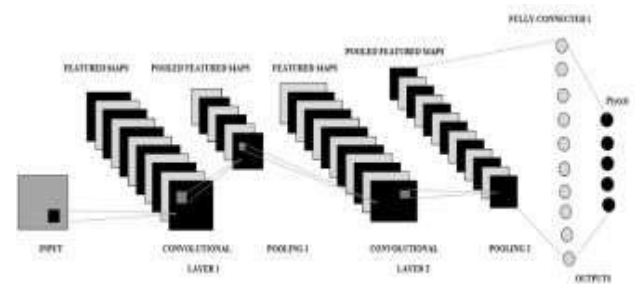 FULLY-CONNECTED 1
POOLED FEATURED MAPS
FEATURED MAPS
POOLED FEATURED MAPS
FEATURED MAPS
INPUT
CONVOLUTIONAL
LAYER 1
POOLING 1
CONVOLUTIONAL
LAYER 2
POOLING 2
OUTPUTS